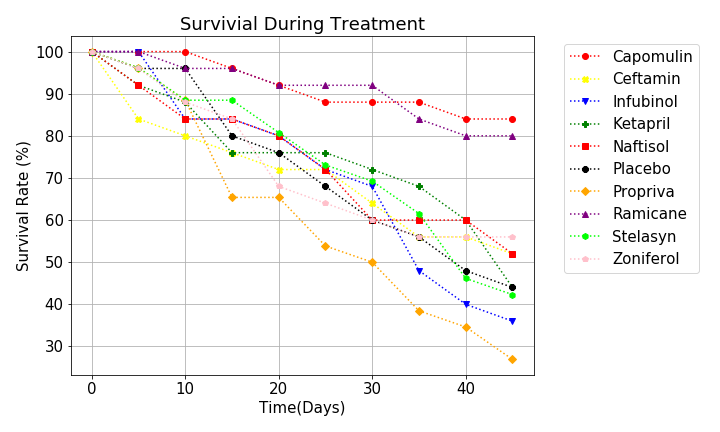 Survivial During Treatment
Survival Rate (%)
100
90
80
70
60
50
40
30
0 10 20 30 40
Time(Days)
Capomulin
Ceftamin
Infubinol
Ketapril
Naftisol
Placebo
Propriva
Ramicane
Stelasyn
Zoniferol